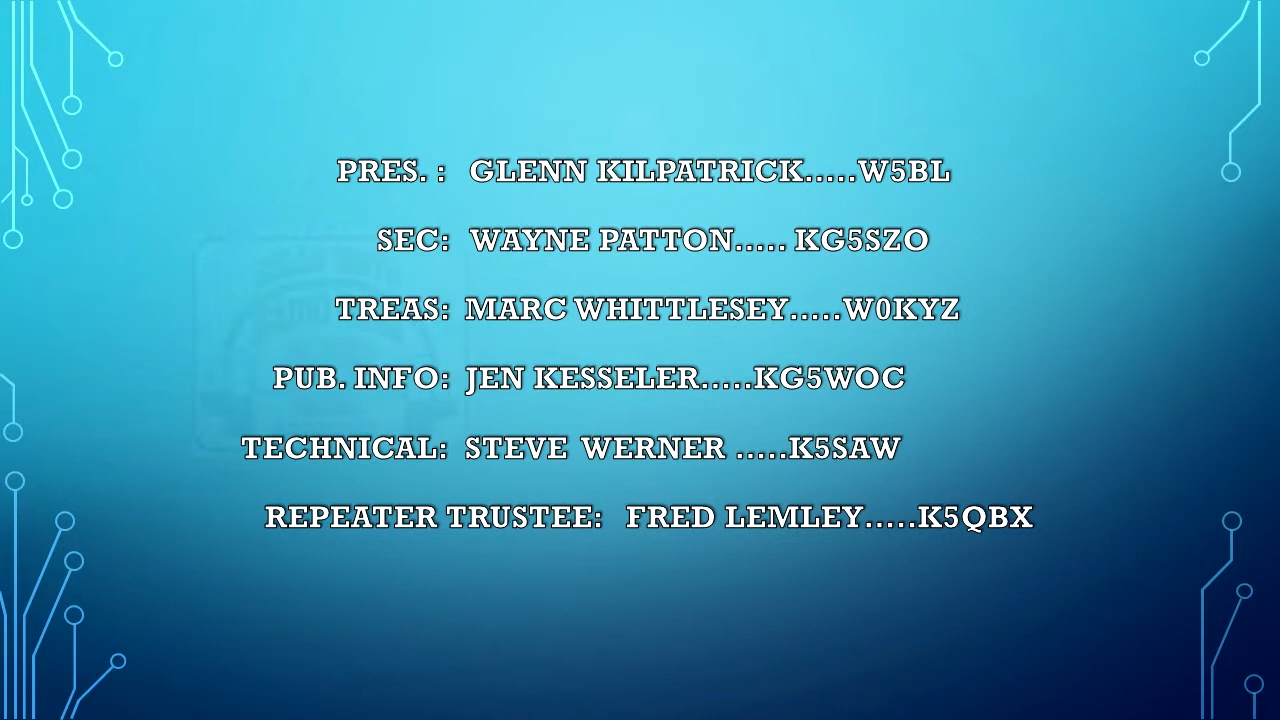 PRES. : GLENN KILPATRICK.....W5BL
SEC: WAYNE PATTON..... KG5SZO
TREAS: MARC WHITTLESEY.....W0KYZ
PUB. INFO: JEN KESSELER.....KG5WOC
TECHNICAL: STEVE WERNER .....K5SAW
REPEATER TRUSTEE: FRED LEMLEY.....K5QBX